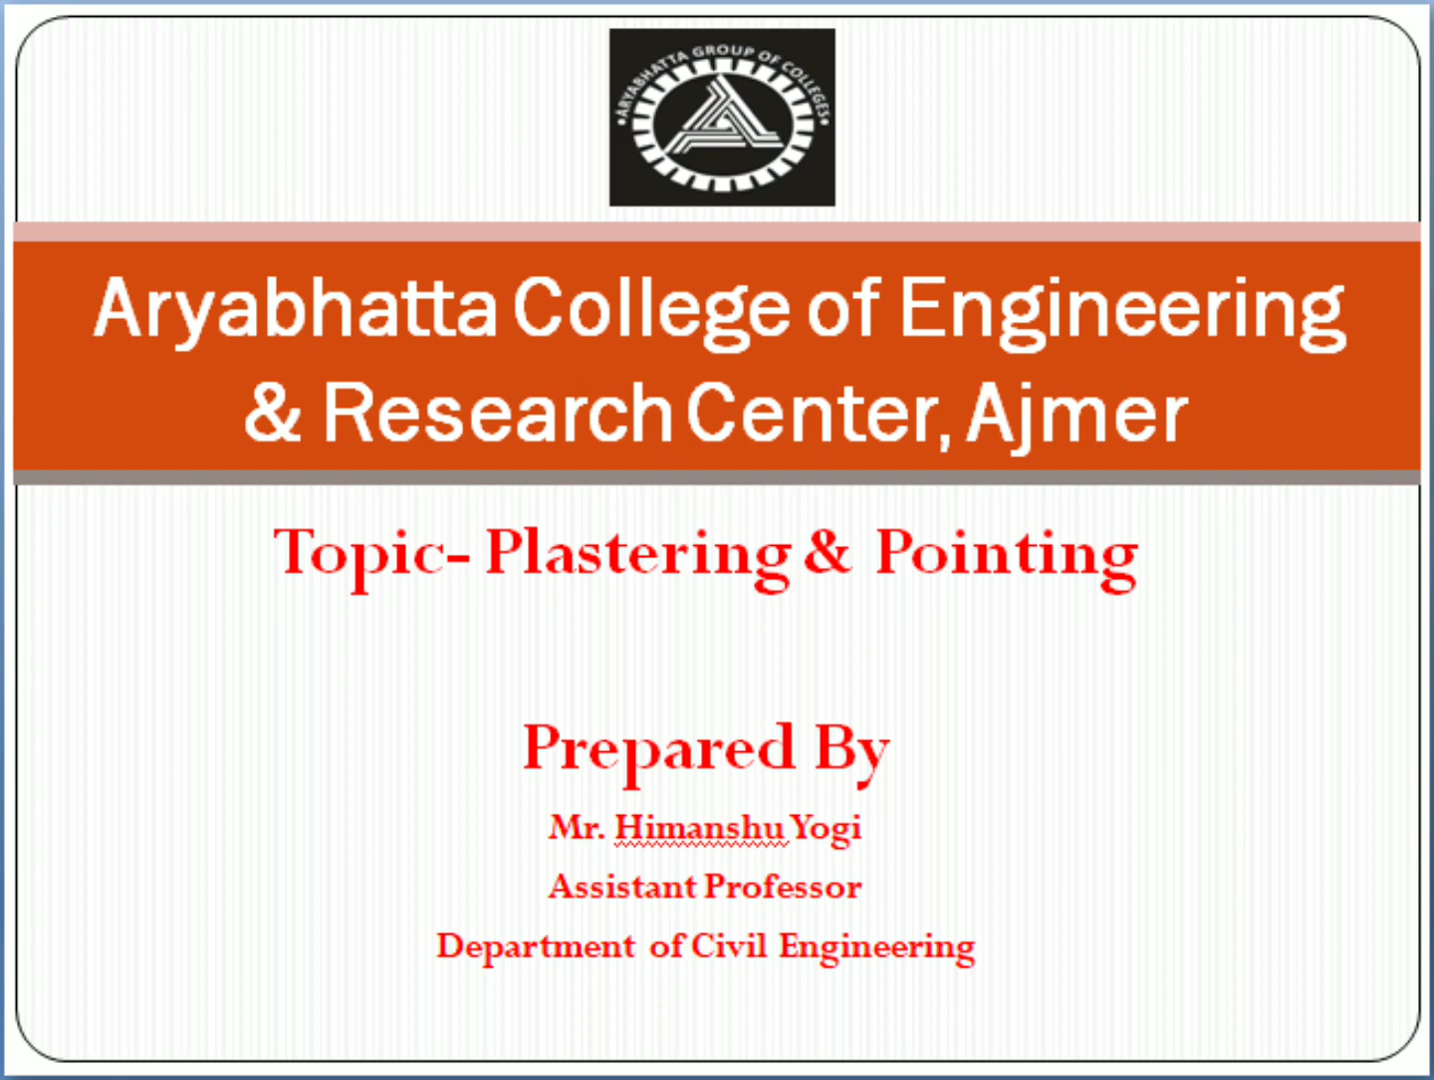 •ARYABHATTA GROUP OF COLLEGES•
Aryabhatta College of Engineering
& Research Center, Ajmer
Topic- Plastering & Pointing
Prepared By
Mr. Himanshu Yogi
Assistant Professor
Department of Civil Engineering